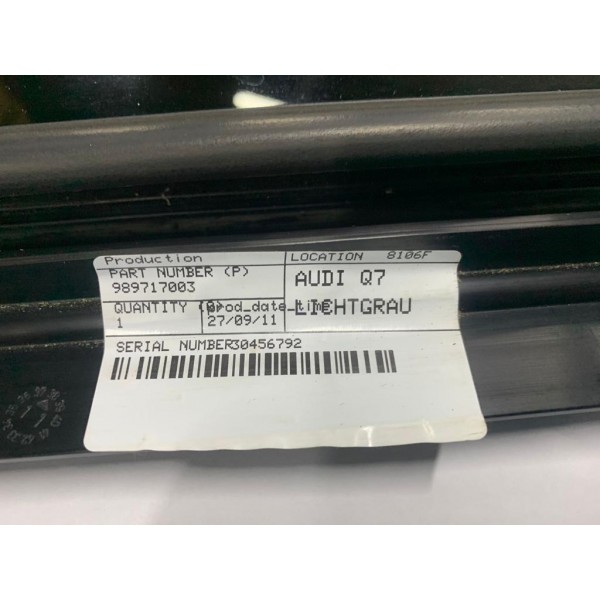 Production
LOCATION 8106F
PART NUMBER (P)
989717003
AUDI Q7
QUANTITY
prod_date_time
LICHTGRAU
1
27/09/11
SERIAL NUMBER30456792